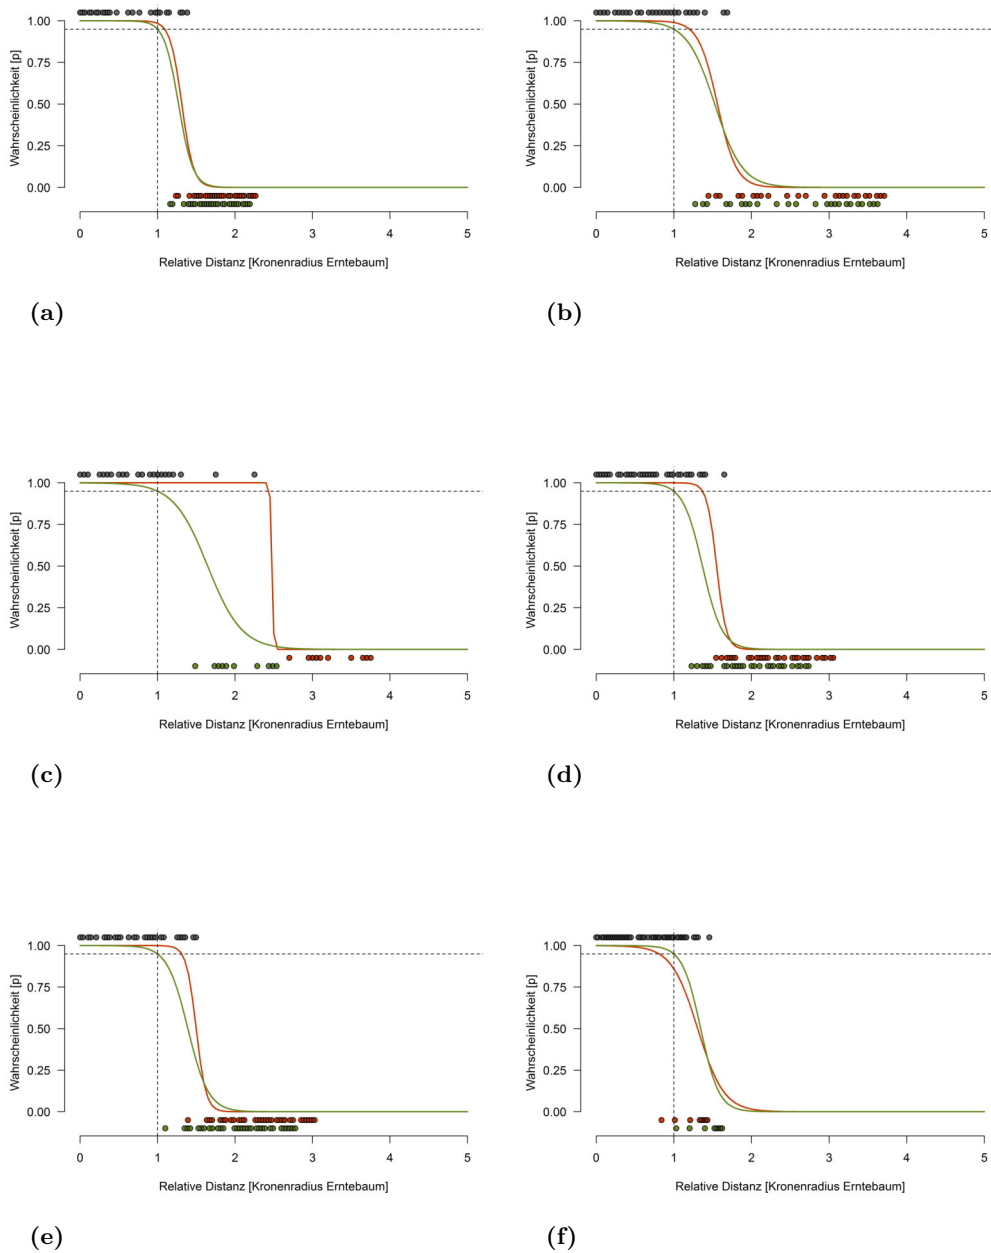 1.00
0.75
0.50
0.25
0.00
Wahrscheinlichkeit [p]
0 1 2 3 4 5
Relative Distanz [Kronenradius Erntebaum]
(a)
1.00
0.75
0.50
0.25
0.00
Wahrscheinlichkeit [p]
0 1 2 3 4 5
Relative Distanz [Kronenradius Erntebaum]
(b)
1.00
0.75
0.50
0.25
0.00
Wahrscheinlichkeit [p]
0 1 2 3 4 5
Relative Distanz [Kronenradius Erntebaum]
(c)
1.00
0.75
0.50
0.25
0.00
Wahrscheinlichkeit [p]
0 1 2 3 4 5
Relative Distanz [Kronenradius Erntebaum]
(d)
1.00
0.75
0.50
0.25
0.00
Wahrscheinlichkeit [p]
0 1 2 3 4 5
Relative Distanz [Kronenradius Erntebaum]
(e)
1.00
0.75
0.50
0.25
0.00
Wahrscheinlichkeit [p]
0 1 2 3 4 5
Relative Distanz [Kronenradius Erntebaum]
(f)